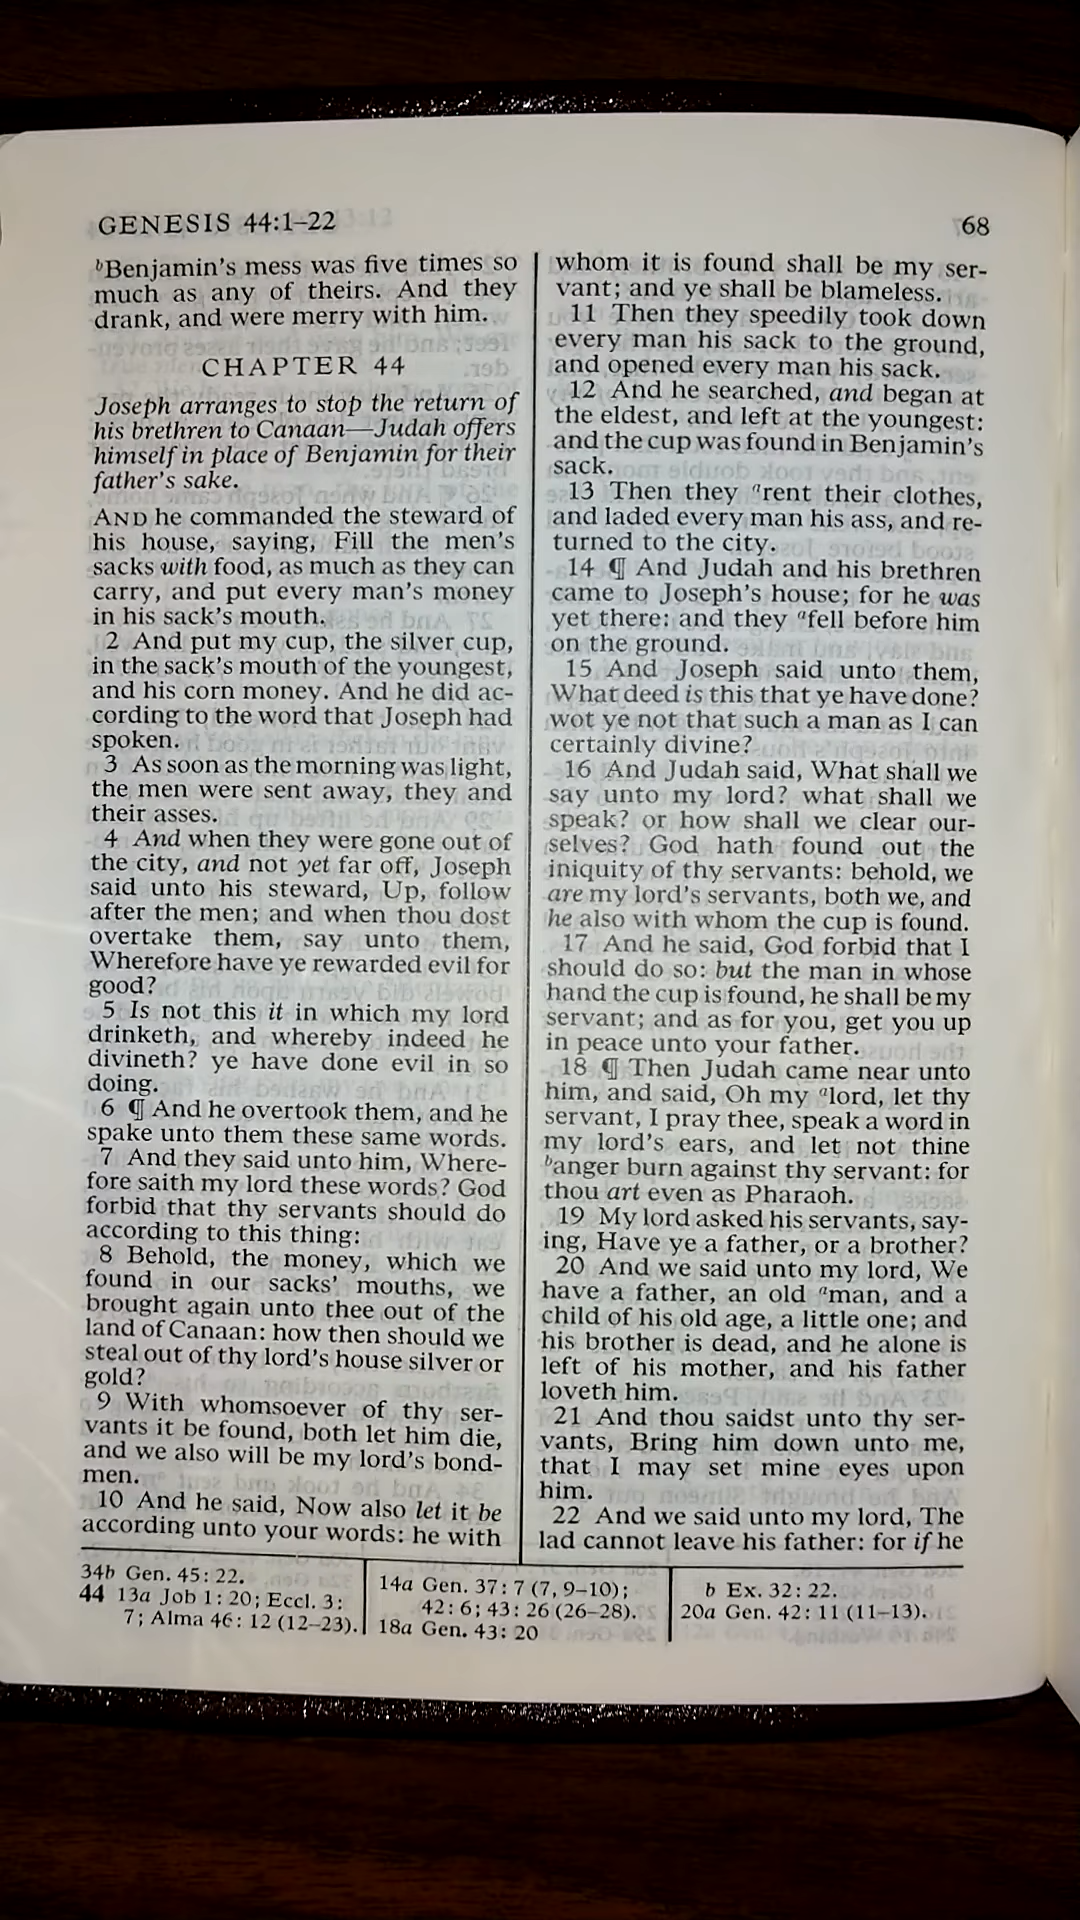 GENESIS 44:1–22
68
bBenjamin's mess was five times so
much as any of theirs. And they
drank, and were merry with him.
CHAPTER 44
Joseph arranges to stop the return of
his brethren to Canaan—Judah offers
himself in place of Benjamin for their
father's sake.
AND he commanded the steward of
his house, saying, Fill the men's
sacks with food, as much as they can
carry, and put every man's money
in his sack's mouth.
2 And put my cup, the silver cup,
in the sack's mouth of the youngest,
and his corn money. And he did ac-
cording to the word that Joseph had
spoken.
3 As soon as the morning was light,
the men were sent away, they and
their asses.
4 And when they were gone out of
the city, and not yet far off, Joseph
said unto his steward, Up, follow
after the men; and when thou dost
overtake them, say unto them,
Wherefore have ye rewarded evil for
good?
5 Is not this it in which my lord
drinketh, and whereby indeed he
divineth? ye have done evil in so
doing.
6 ¶ And he overtook them, and he
spake unto them these same words.
7 And they said unto him, Where-
fore saith my lord these words? God
forbid that thy servants should do
according to this thing:
8 Behold, the money, which we
found in our sacks' mouths, we
brought again unto thee out of the
land of Canaan: how then should we
steal out of thy lord's house silver or
gold?
9 With whomsoever of thy ser-
vants it be found, both let him die,
and we also will be my lord's bond-
men.
10 And he said, Now also let it be
according unto your words: he with
whom it is found shall be my ser-
vant; and ye shall be blameless.
11 Then they speedily took down
every man his sack to the ground,
and opened every man his sack.
12 And he searched, and began at
the eldest, and left at the youngest:
and the cup was found in Benjamin's
sack.
13 Then they arent their clothes,
and laded every man his ass, and re-
turned to the city.
14 ¶ And Judah and his brethren
came to Joseph's house; for he was
yet there: and they afell before him
on the ground.
15 And Joseph said unto them,
What deed is this that ye have done?
wot ye not that such a man as I can
certainly divine?
16 And Judah said, What shall we
say unto my lord? what shall we
speak? or how shall we clear our-
selves? God hath found out the
iniquity of thy servants: behold, we
are my lord's servants, both we, and
he also with whom the cup is found.
17 And he said, God forbid that I
should do so: but the man in whose
hand the cup is found, he shall be my
servant; and as for you, get you up
in peace unto your father.
18 ¶ Then Judah came near unto
him, and said, Oh my alord, let thy
servant, I pray thee, speak a word in
my lord's ears, and let not thine
banger burn against thy servant: for
thou art even as Pharaoh.
19 My lord asked his servants, say-
ing, Have ye a father, or a brother?
20 And we said unto my lord, We
have a father, an old aman, and a
child of his old age, a little one; and
his brother is dead, and he alone is
left of his mother, and his father
loveth him.
21 And thou saidst unto thy ser-
vants, Bring him down unto me,
that I may set mine eyes upon
him.
22 And we said unto my lord, The
lad cannot leave his father: for if he
34b Gen. 45: 22.
44 13a Job 1: 20; Eccl. 3:
7; Alma 46: 12 (12–23).
14a Gen. 37: 7 (7, 9–10);
42: 6; 43: 26 (26–28).
18a Gen. 43: 20
b Ex. 32: 22.
20a Gen. 42: 11 (11–13).